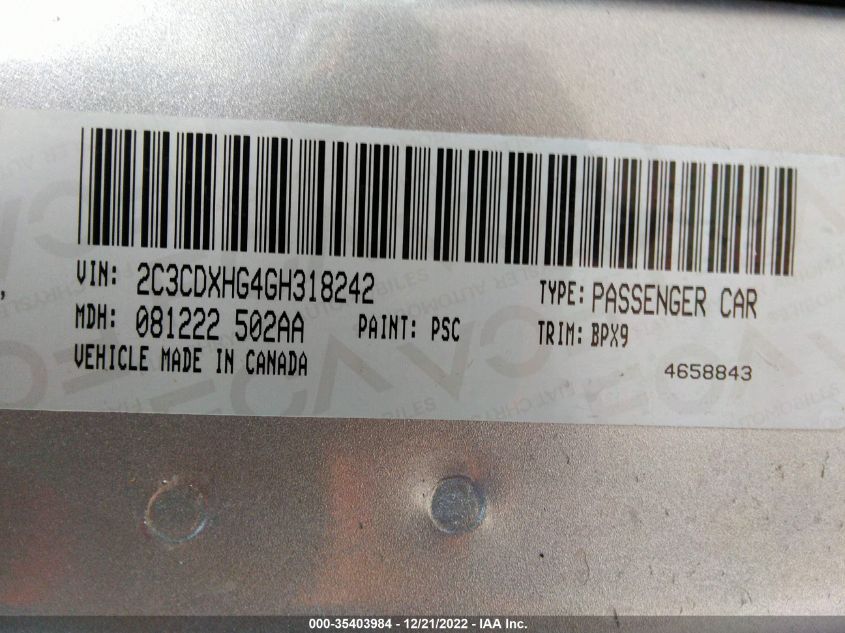 VIN: 2C3CDXHG4GH318242 TYPE: PASSENGER CAR
MDH: 081222 502AA PAINT: PSC TRIM: BPX9
VEHICLE MADE IN CANADA 4658843
000-35403984 - 12/21/2022 - IAA Inc.